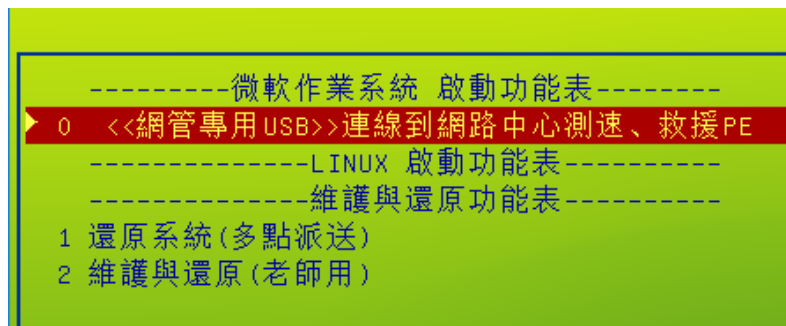 ---------微軟作業系統 啟動功能表--------
0 <<網管專用USB>>連線到網路中心測速、救援PE
--------------LINUX 啟動功能表----------
--------------維護與還原功能表----------
1 還原系統(多點派送)
2 維護與還原(老師用)